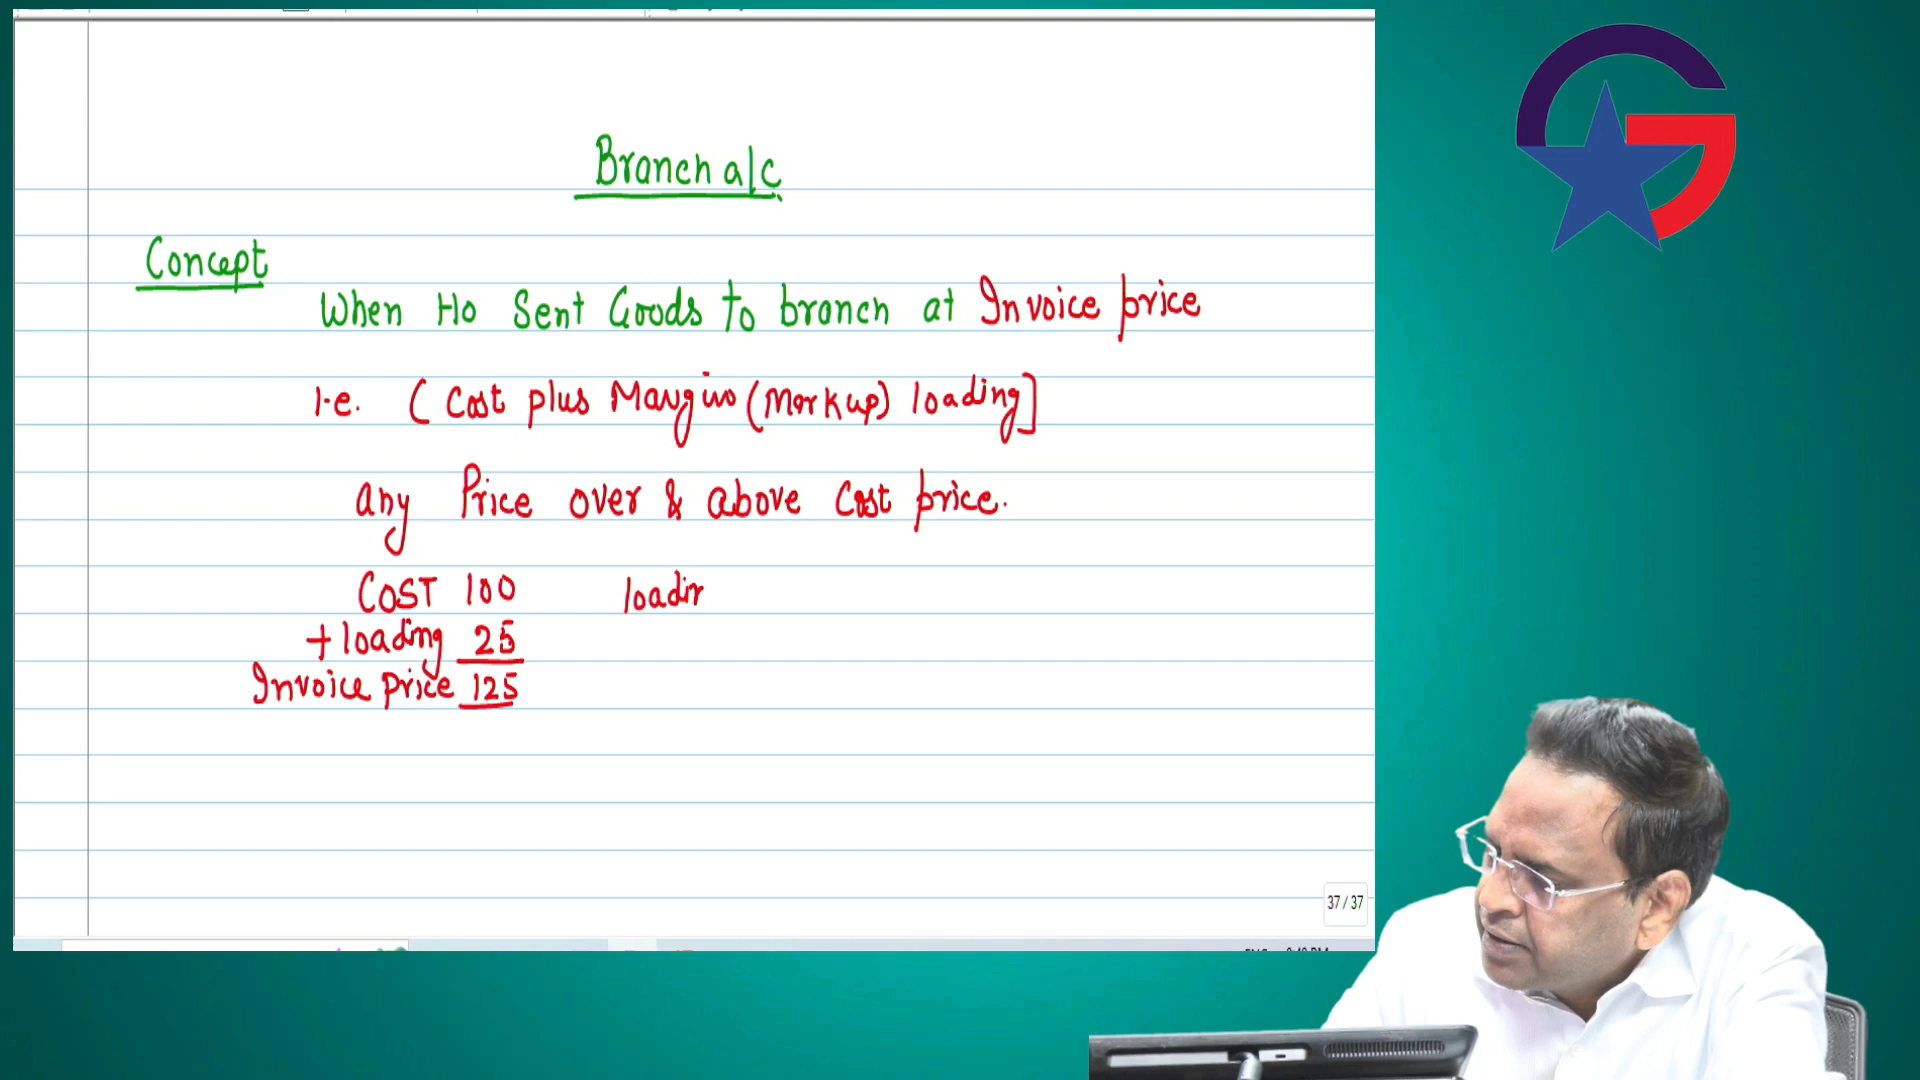 Branch a/c
Concept
When Ho Sent Goods to branch at Invoice price
i.e. ( Cost plus Margin (Markup) loading]
any Price over & above Cost price.
COST 100 loadin
+ loading 25
Invoice price 125
37 / 37